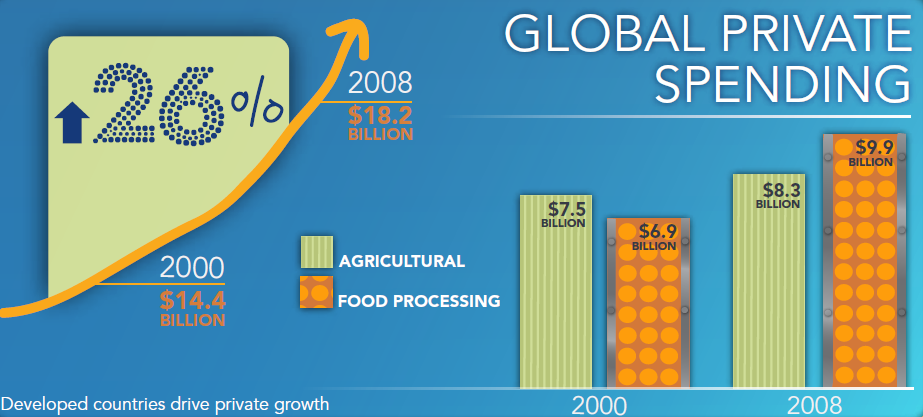 GLOBAL PRIVATE
SPENDING
26%
2008
$18.2
BILLION
2000
$14.4
BILLION
AGRICULTURAL
FOOD PROCESSING
$7.5
BILLION
$6.9
BILLION
$8.3
BILLION
$9.9
BILLION
2000
2008
Developed countries drive private growth